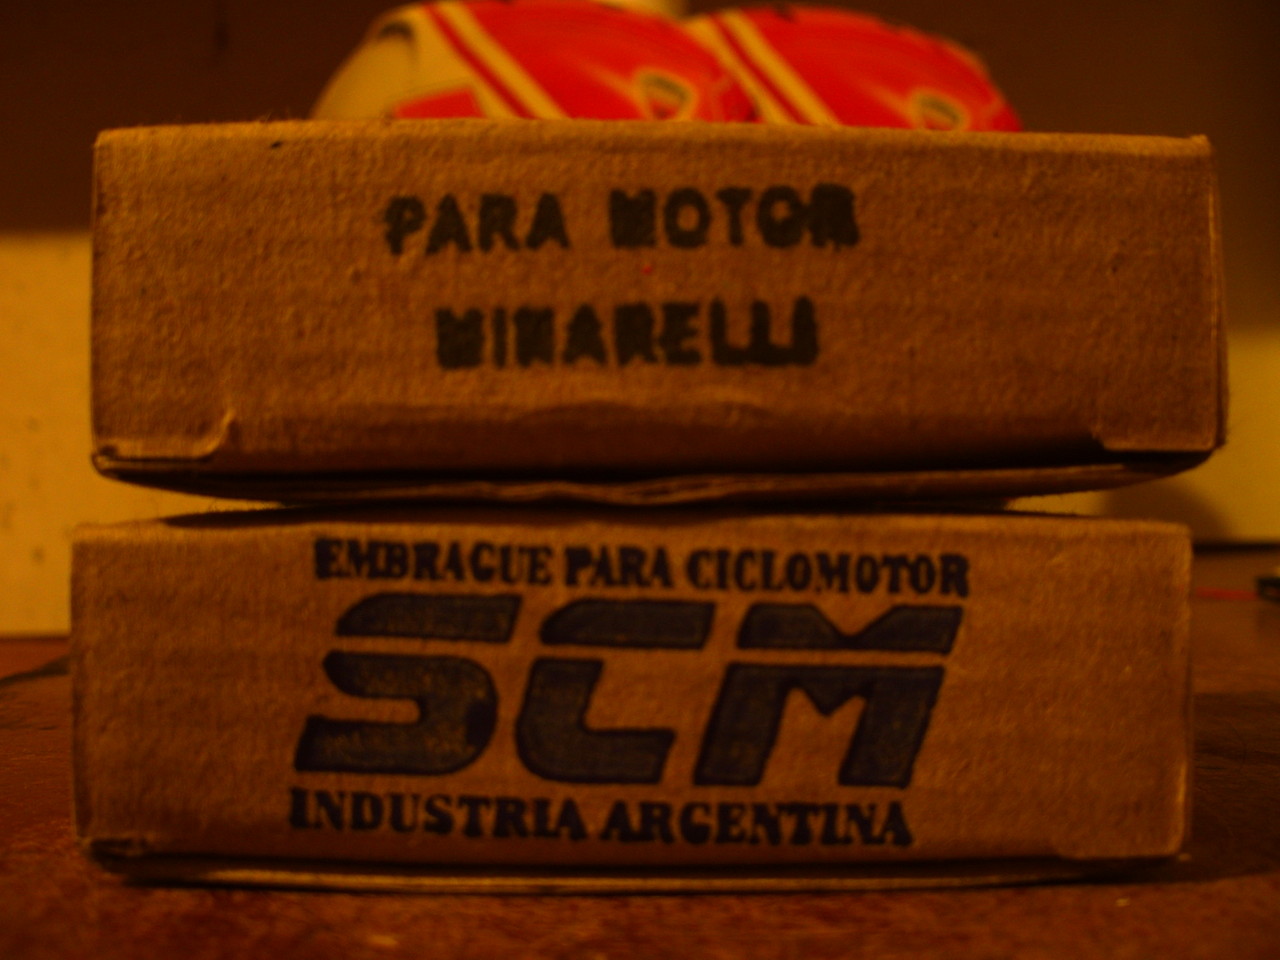 PARA MOTOR
MINARELLI
EMBRAGUE PARA CICLOMOTOR
SCM
INDUSTRIA ARGENTINA